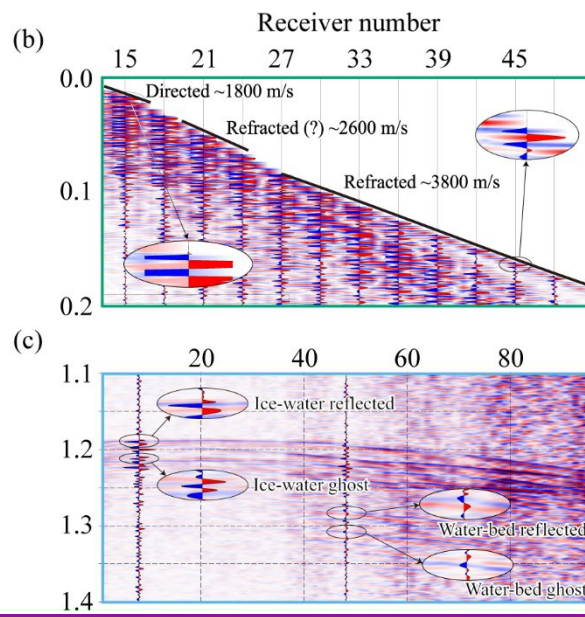 Receiver number
(b)
15 21 27 33 39 45
0.0
Directed ~1800 m/s
Refracted (?) ~2600 m/s
0.1
Refracted ~3800 m/s
0.2
(c)
20 40 60 80
1.1
Ice-water reflected
1.2
Ice-water ghost
1.3
Water-bed reflected
Water-bed ghost
1.4